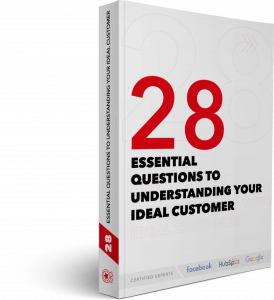 28
ESSENTIAL
QUESTIONS TO
UNDERSTANDING YOUR
IDEAL CUSTOMER
CERTIFIED EXPERTS
facebook
HubSpot
Google
28 ESSENTIAL QUESTIONS TO UNDERSTANDING YOUR IDEAL CUSTOMER